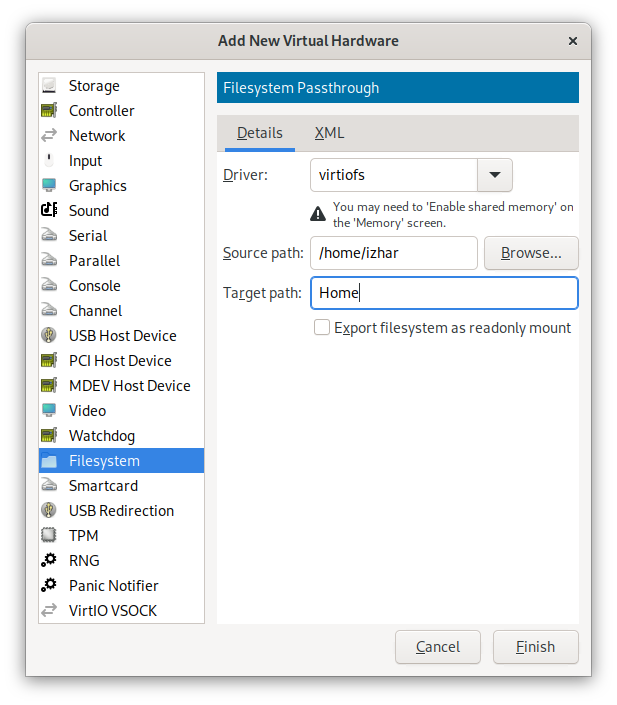 Add New Virtual Hardware
Storage
Controller
Network
Input
Graphics
Sound
Serial
Parallel
Console
Channel
USB Host Device
PCI Host Device
MDEV Host Device
Video
Watchdog
Filesystem
Smartcard
USB Redirection
TPM
RNG
Panic Notifier
VirtIO VSOCK
Filesystem Passthrough
Details XML
Driver: virtiofs
You may need to 'Enable shared memory' on
the 'Memory' screen.
Source path: /home/izhar Browse...
Target path: Home
Export filesystem as readonly mount
Cancel Finish